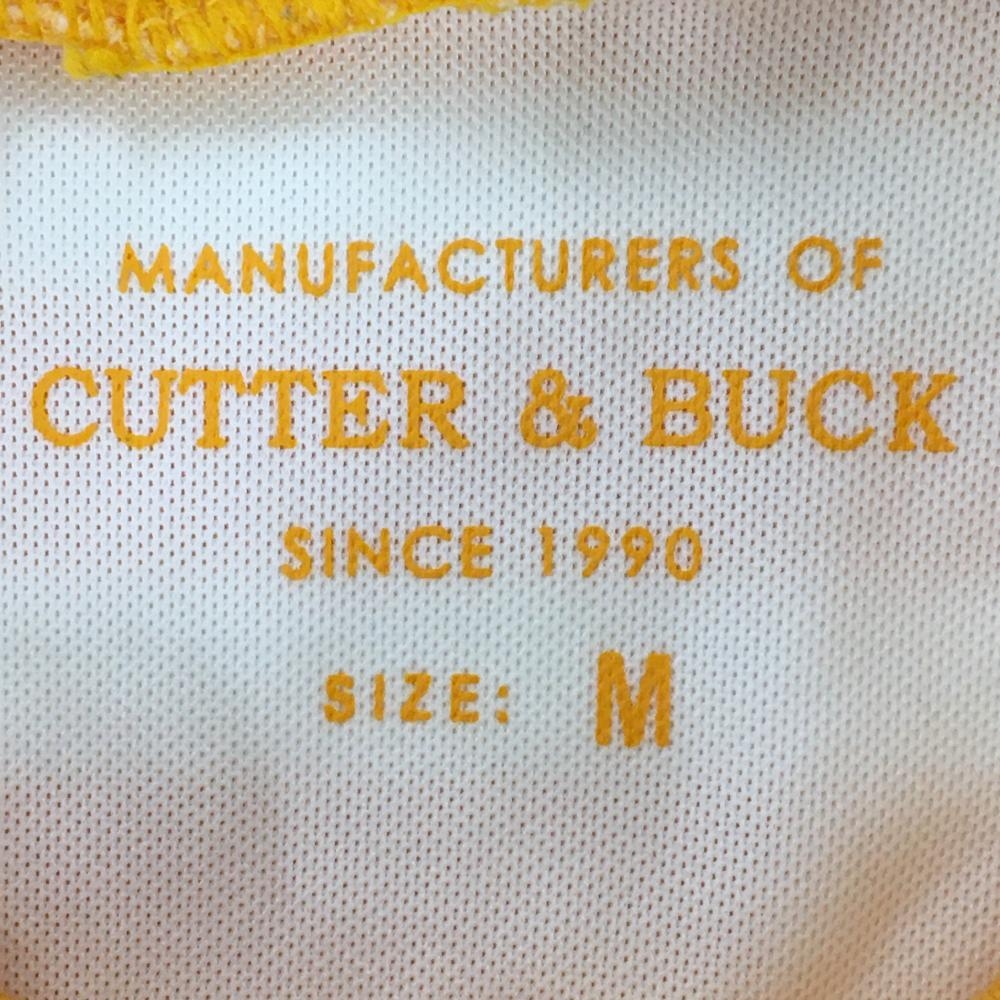 MANUFACTURERS OF
CUTTER & BUCK
SINCE 1990
SIZE: M